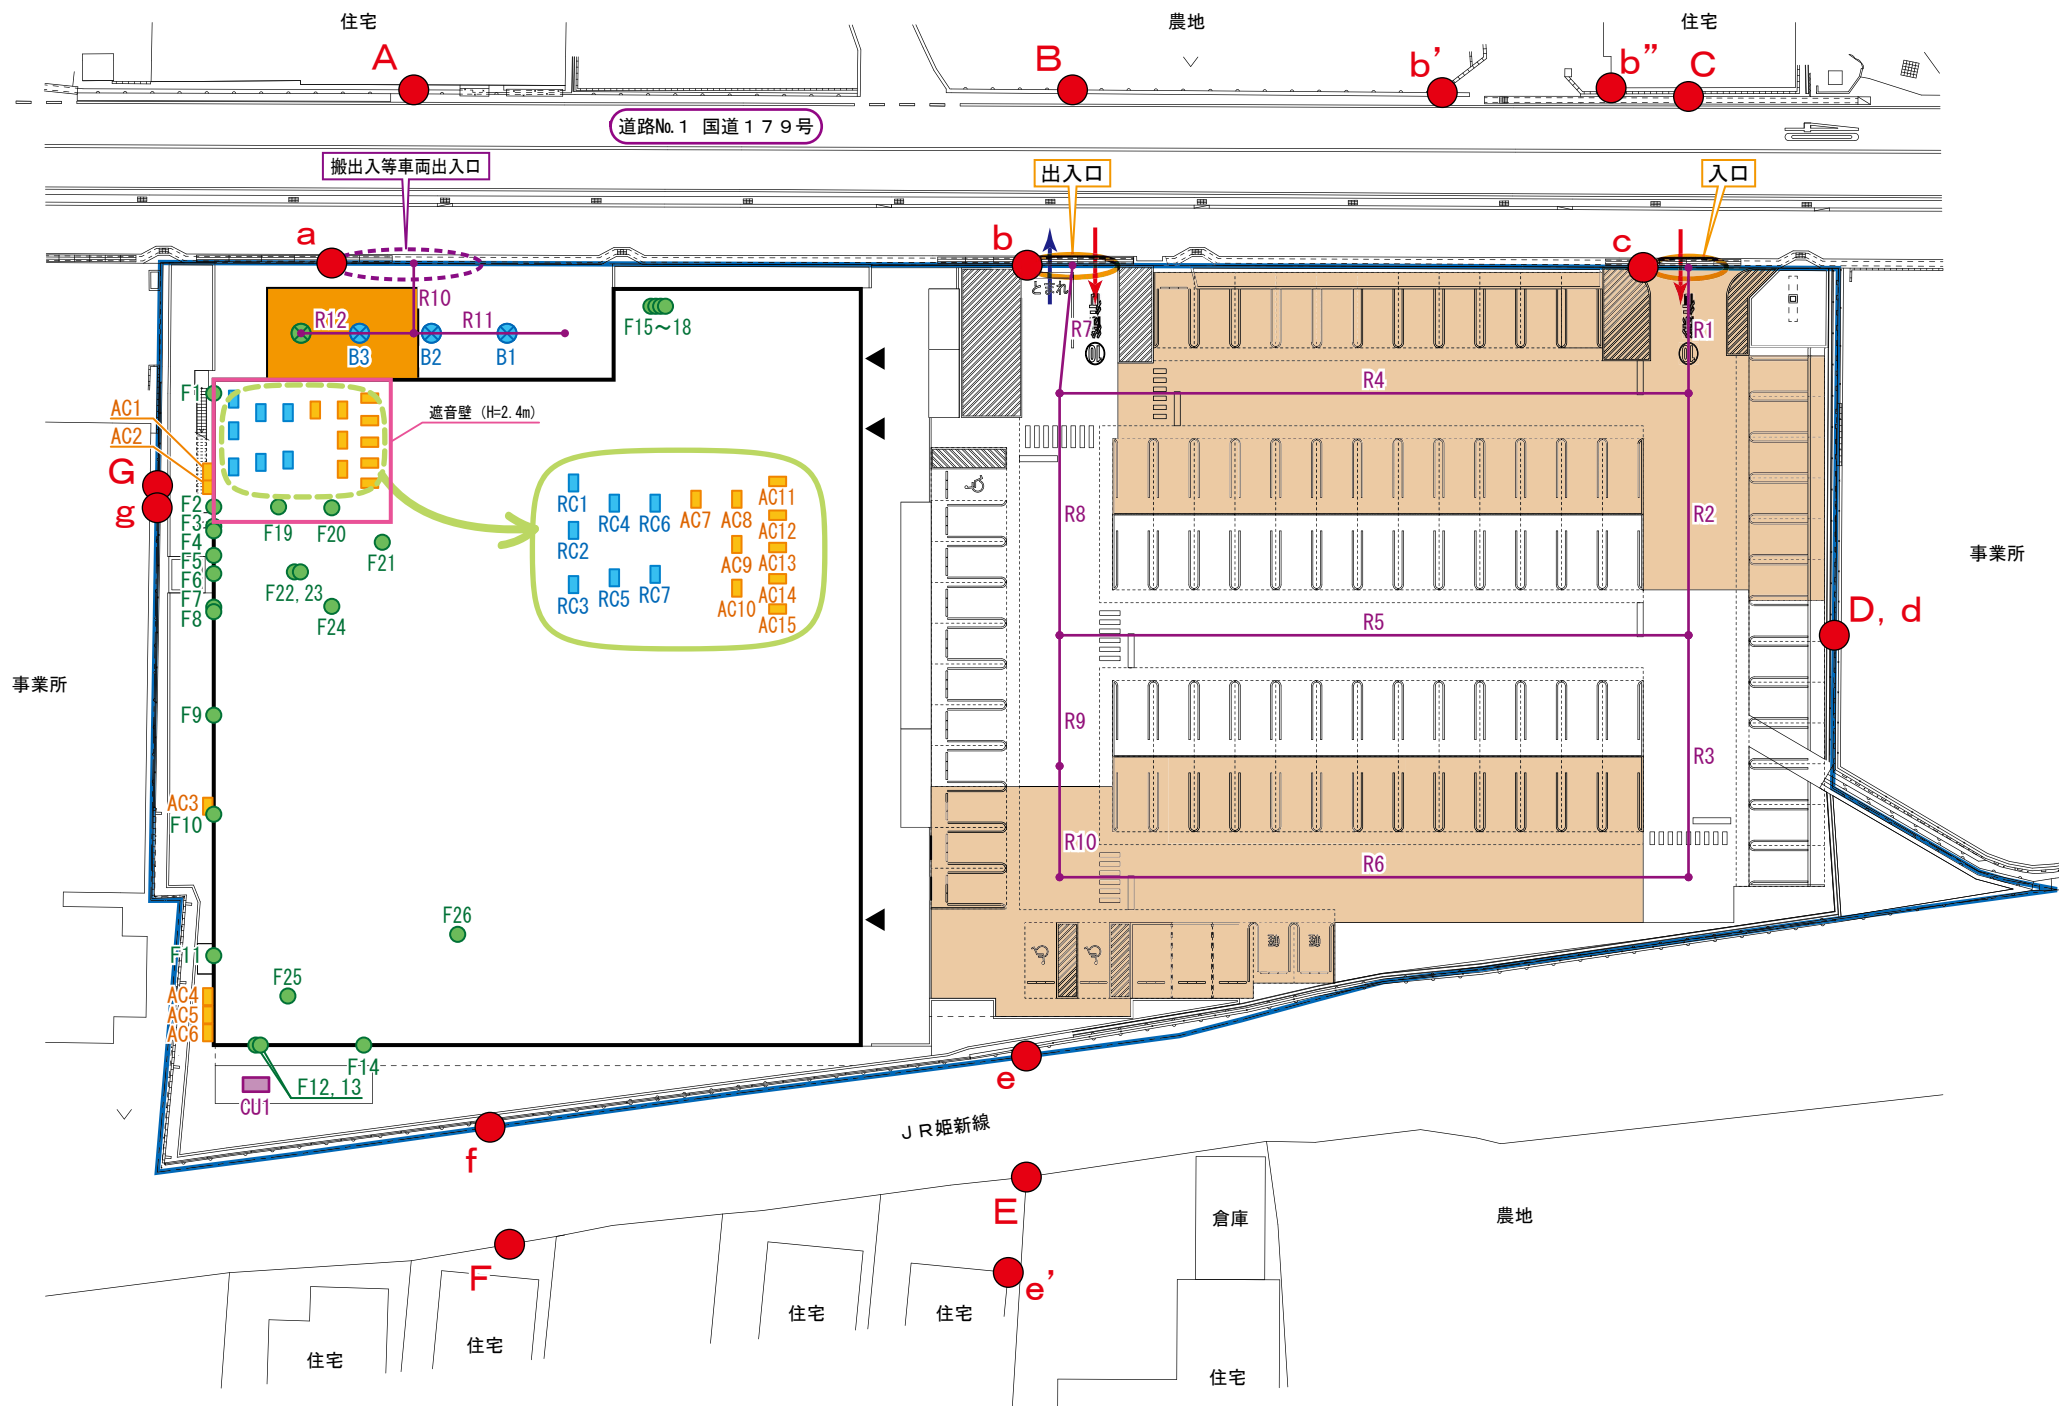 住宅
農地
住宅
A
B
b’
b”
C
道路№1 国道179号
搬出入等車両出入口
出入口
入口
a
b
c
とまれ
R10
R12
R11
B3
B2
B1
F15～18
R7
R1
R4
F1
AC1
AC2
遮音壁 (H=2.4m)
G
g
F2
F3
F4
F5
F6
F7
F8
F19
F20
F21
F22, 23
F24
RC1
RC2
RC3
RC4
RC5
RC6
RC7
AC7
AC8
AC9
AC10
AC11
AC12
AC13
AC14
AC15
R8
R2
事業所
R5
D, d
事業所
F9
R9
R3
AC3
F10
R10
R6
F26
F11
F25
AC4
AC5
AC6
F14
F12, 13
CU1
e
f
JR姫新線
E
F
e’
倉庫
農地
住宅
住宅
住宅
住宅
住宅